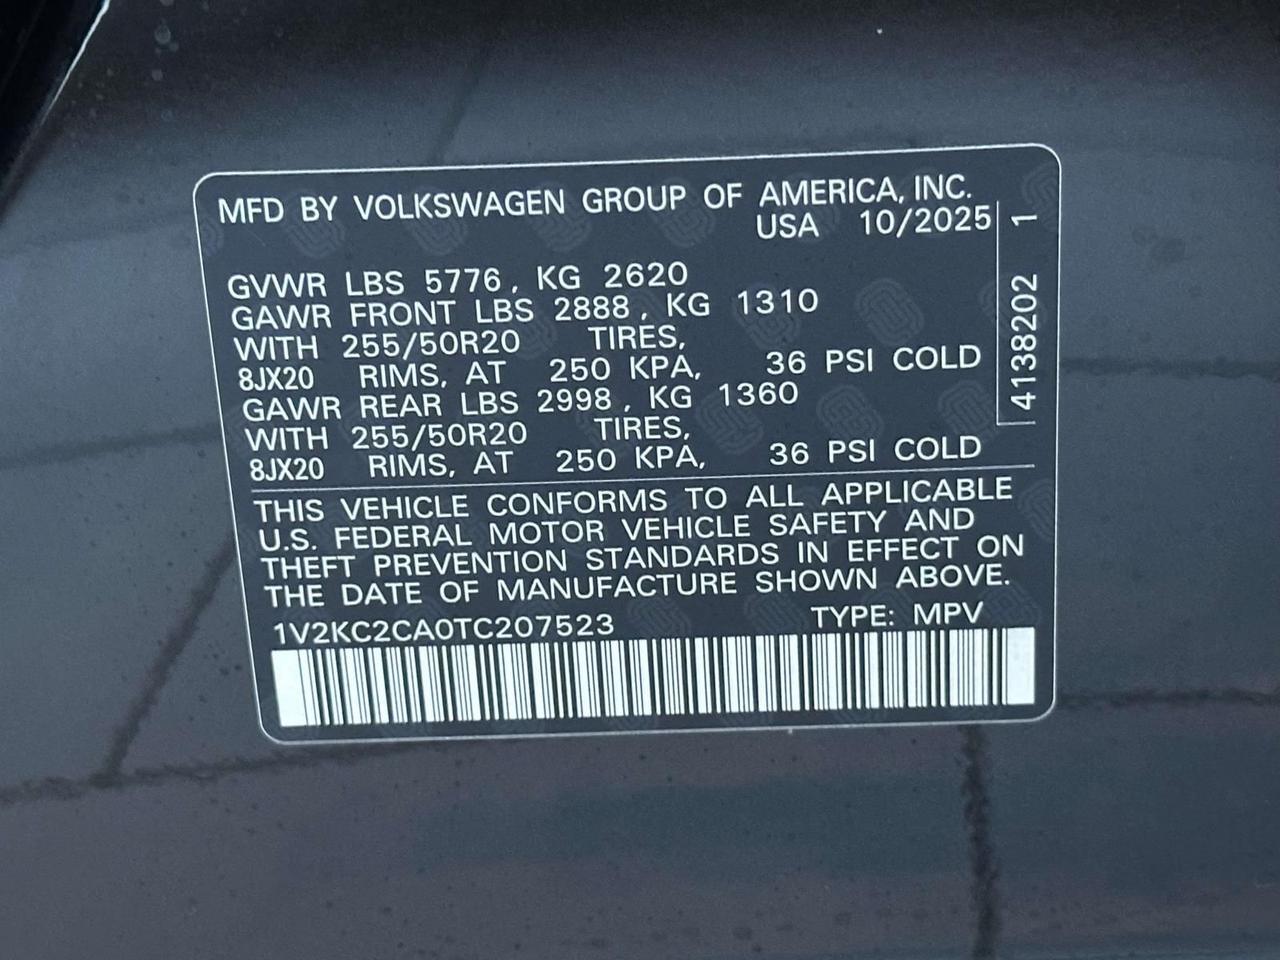 MFD BY VOLKSWAGEN GROUP OF AMERICA, INC.
USA 10/2025
GVWR LBS 5776, KG 2620
GAWR FRONT LBS 2888, KG 1310
WITH 255/50R20 TIRES,
8JX20 RIMS, AT 250 KPA, 36 PSI COLD
GAWR REAR LBS 2998, KG 1360
WITH 255/50R20 TIRES,
8JX20 RIMS, AT 250 KPA, 36 PSI COLD
4138202 1
THIS VEHICLE CONFORMS TO ALL APPLICABLE
U.S. FEDERAL MOTOR VEHICLE SAFETY AND
THEFT PREVENTION STANDARDS IN EFFECT ON
THE DATE OF MANUFACTURE SHOWN ABOVE.
1V2KC2CA0TC207523 TYPE: MPV